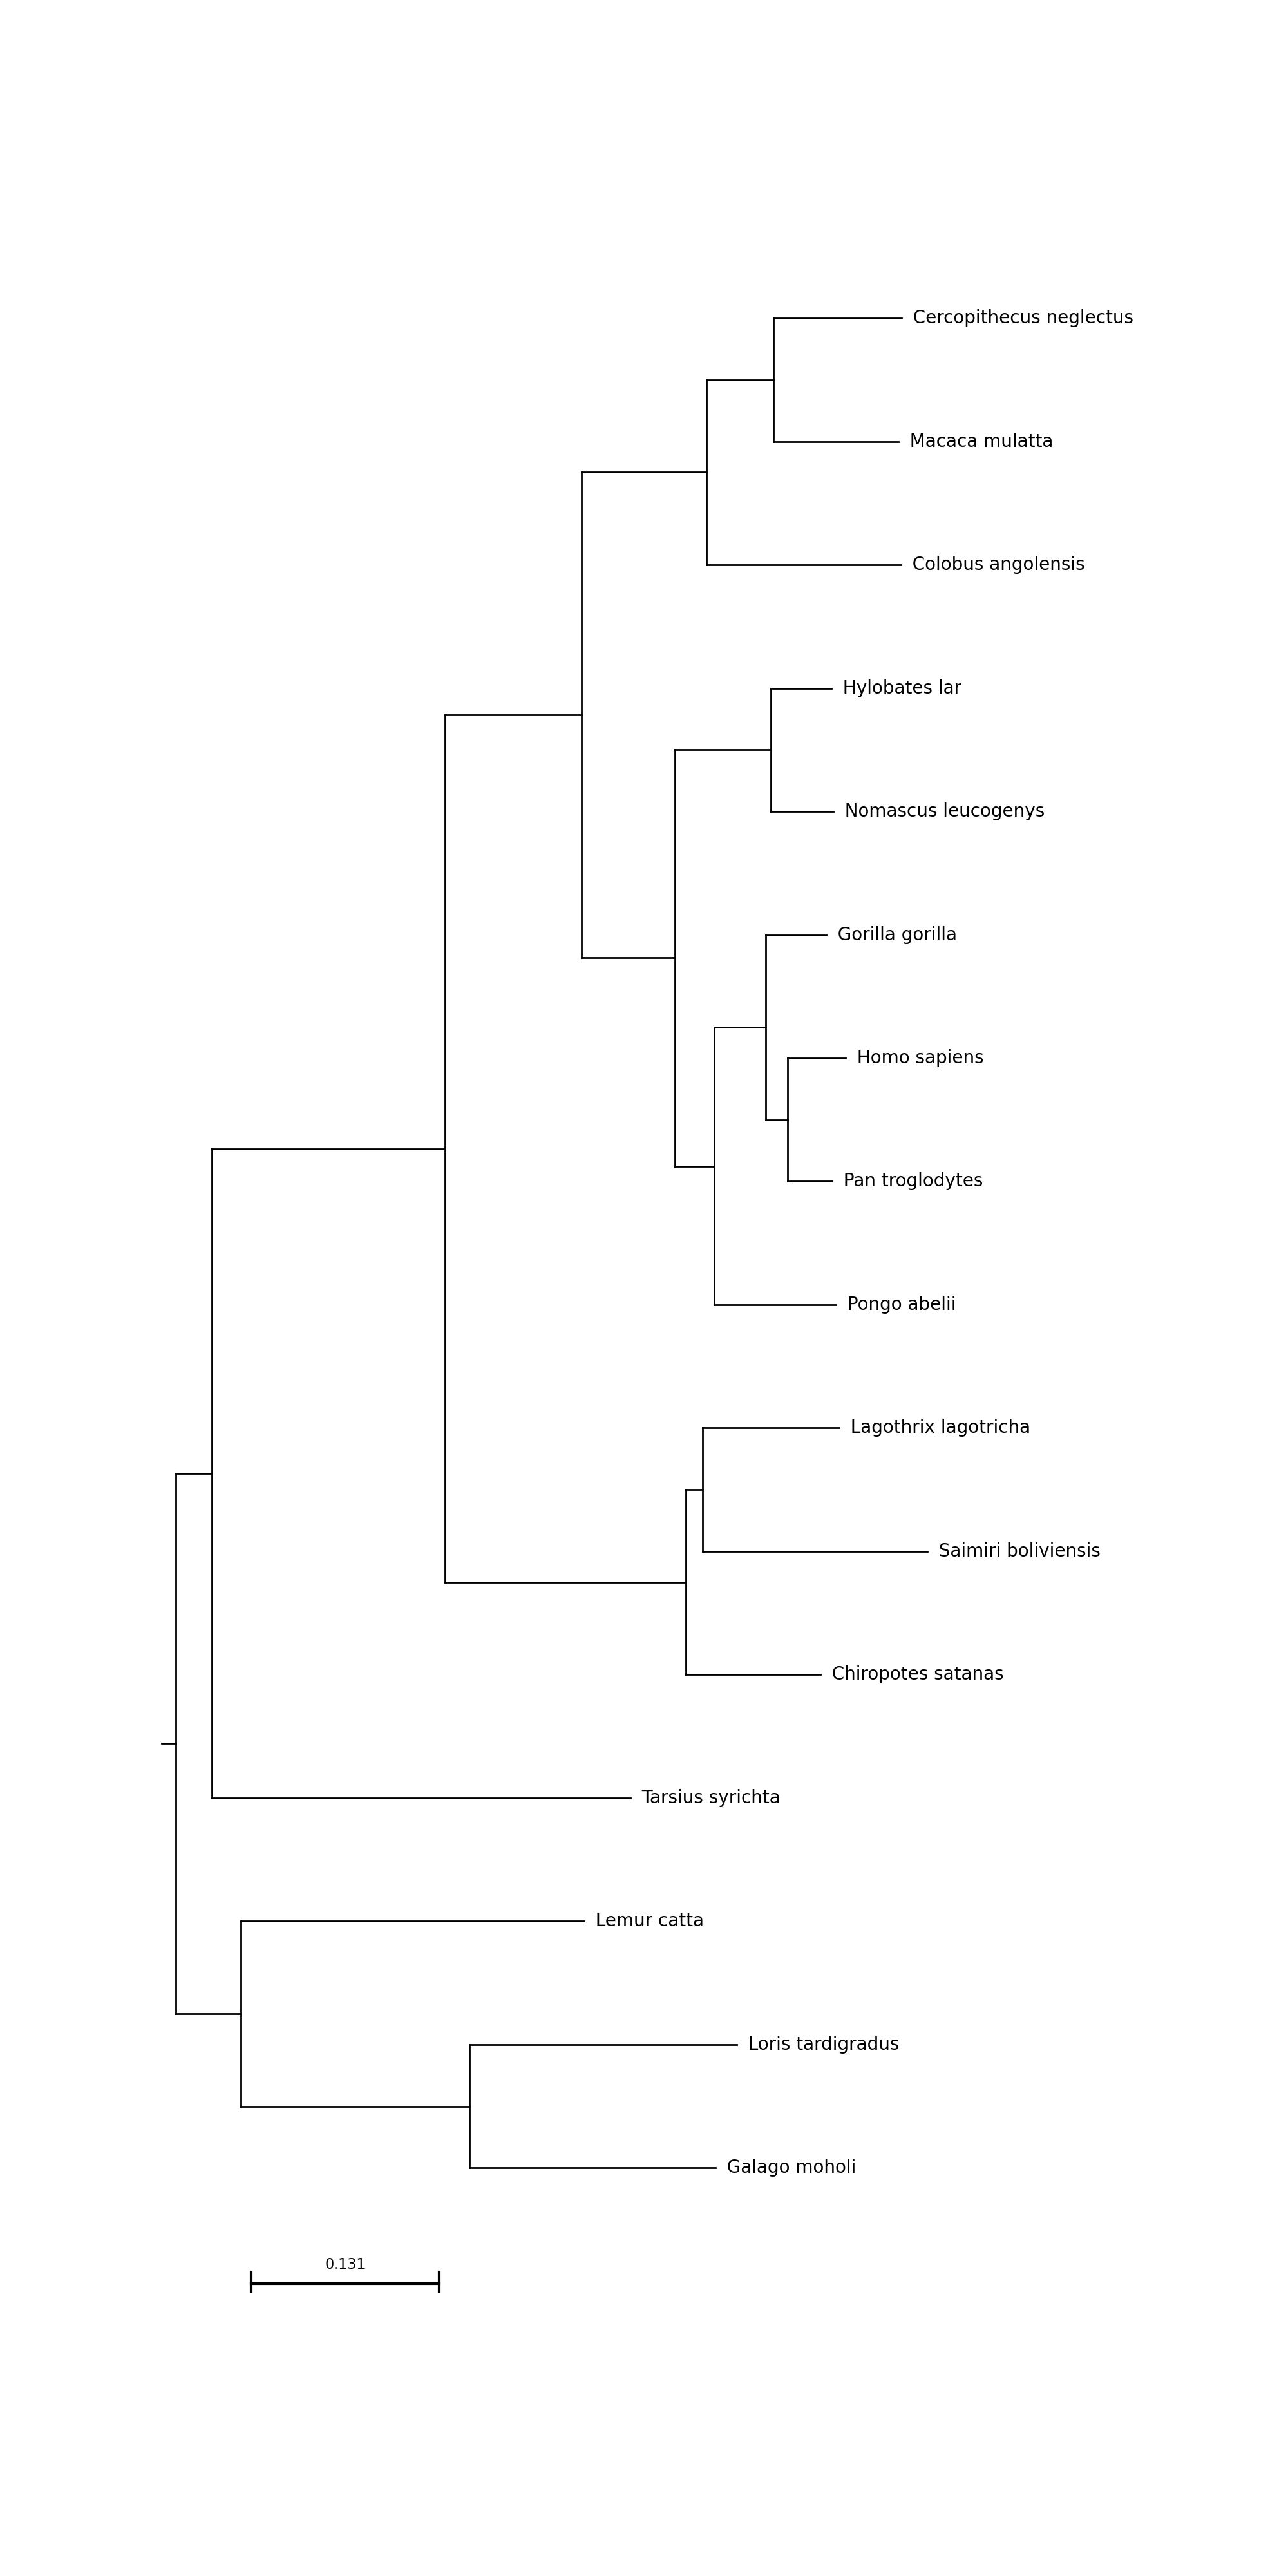 Cercopithecus neglectus
Macaca mulatta
Colobus angolensis
Hylobates lar
Nomascus leucogenys
Gorilla gorilla
Homo sapiens
Pan troglodytes
Pongo abelii
Lagothrix lagotricha
Saimiri boliviensis
Chiropotes satanas
Tarsius syrichta
Lemur catta
Loris tardigradus
Galago moholi
0.131